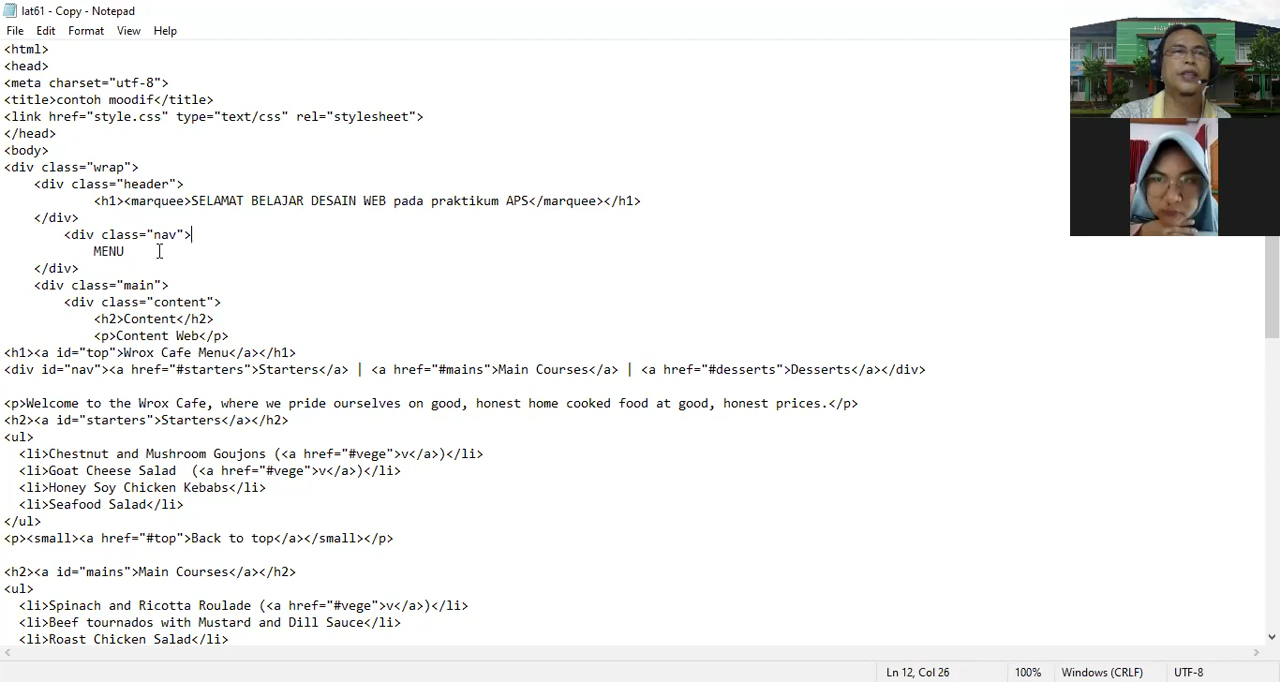 lat61 - Copy - Notepad
File Edit Format View Help
<html>
<head>
<meta charset="utf-8">
<title>contoh moodif</title>
<link href="style.css" type="text/css" rel="stylesheet">
</head>
<body>
<div class="wrap">
    <div class="header">
            <h1><marquee>SELAMAT BELAJAR DESAIN WEB pada praktikum APS</marquee></h1>
    </div>
        <div class="nav">
            MENU
    </div>
    <div class="main">
        <div class="content">
            <h2>Content</h2>
            <p>Content Web</p>
<h1><a id="top">Wrox Cafe Menu</a></h1>
<div id="nav"><a href="#starters">Starters</a> | <a href="#mains">Main Courses</a> | <a href="#desserts">Desserts</a></div>
<p>Welcome to the Wrox Cafe, where we pride ourselves on good, honest home cooked food at good, honest prices.</p>
<h2><a id="starters">Starters</a></h2>
<ul>
  <li>Chestnut and Mushroom Goujons (<a href="#vege">v</a>)</li>
  <li>Goat Cheese Salad  (<a href="#vege">v</a>)</li>
  <li>Honey Soy Chicken Kebabs</li>
  <li>Seafood Salad</li>
</ul>
<p><small><a href="#top">Back to top</a></small></p>
<h2><a id="mains">Main Courses</a></h2>
<ul>
  <li>Spinach and Ricotta Roulade (<a href="#vege">v</a>)</li>
  <li>Beef tournados with Mustard and Dill Sauce</li>
  <li>Roast Chicken Salad</li>
Ln 12, Col 26 100% Windows (CRLF) UTF-8